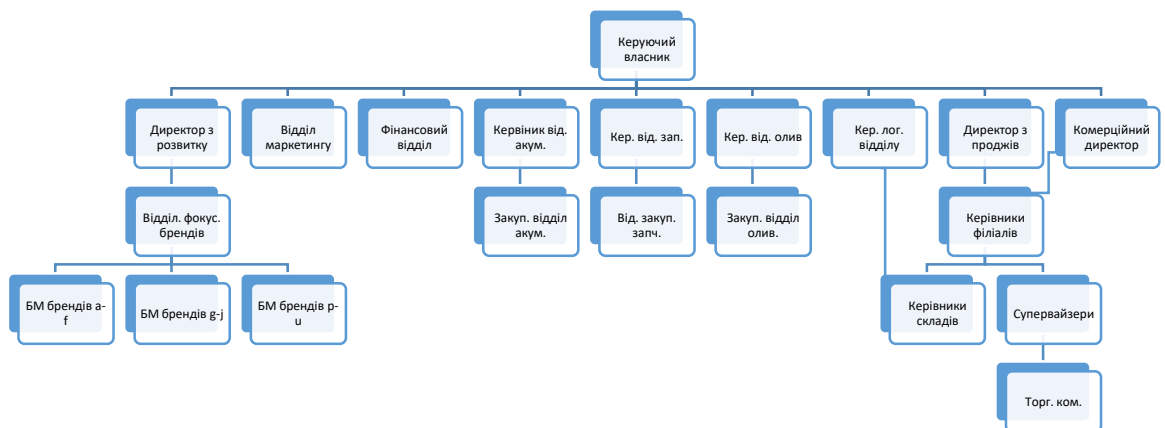 Керуючий
власник
Директор з
розвитку
Відділ
маркетингу
Фінансовий
відділ
Кервіник від.
акум.
Кер. від. зап.
Кер. від. олив
Кер. лог.
відділу
Директор з
проджів
Комерційний
директор
Відділ. фокус.
брендів
Закуп. відділ
акум.
Від. закуп.
запч.
Закуп. відділ
олив.
Керівники
філіалів
БМ брендів a-
f
БМ брендів g-j
БМ брендів p-
u
Керівники
складів
Супервайзери
Торг. ком.